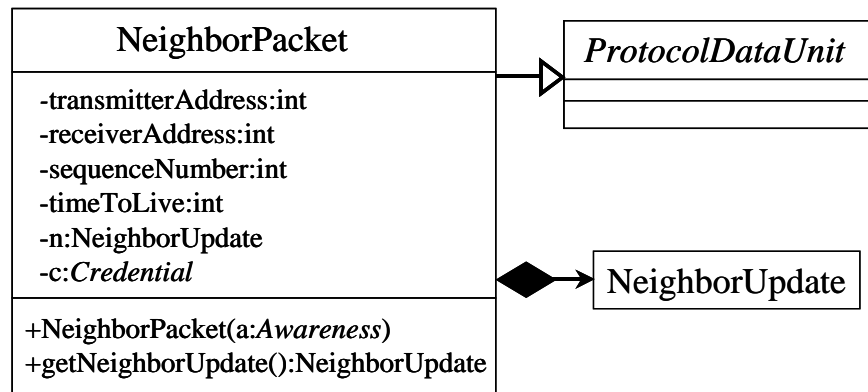 NeighborPacket
-transmitterAddress:int
-receiverAddress:int
-sequenceNumber:int
-timeToLive:int
-n:NeighborUpdate
-c:Credential
+NeighborPacket(a:Awareness)
+getNeighborUpdate():NeighborUpdate
ProtocolDataUnit
NeighborUpdate